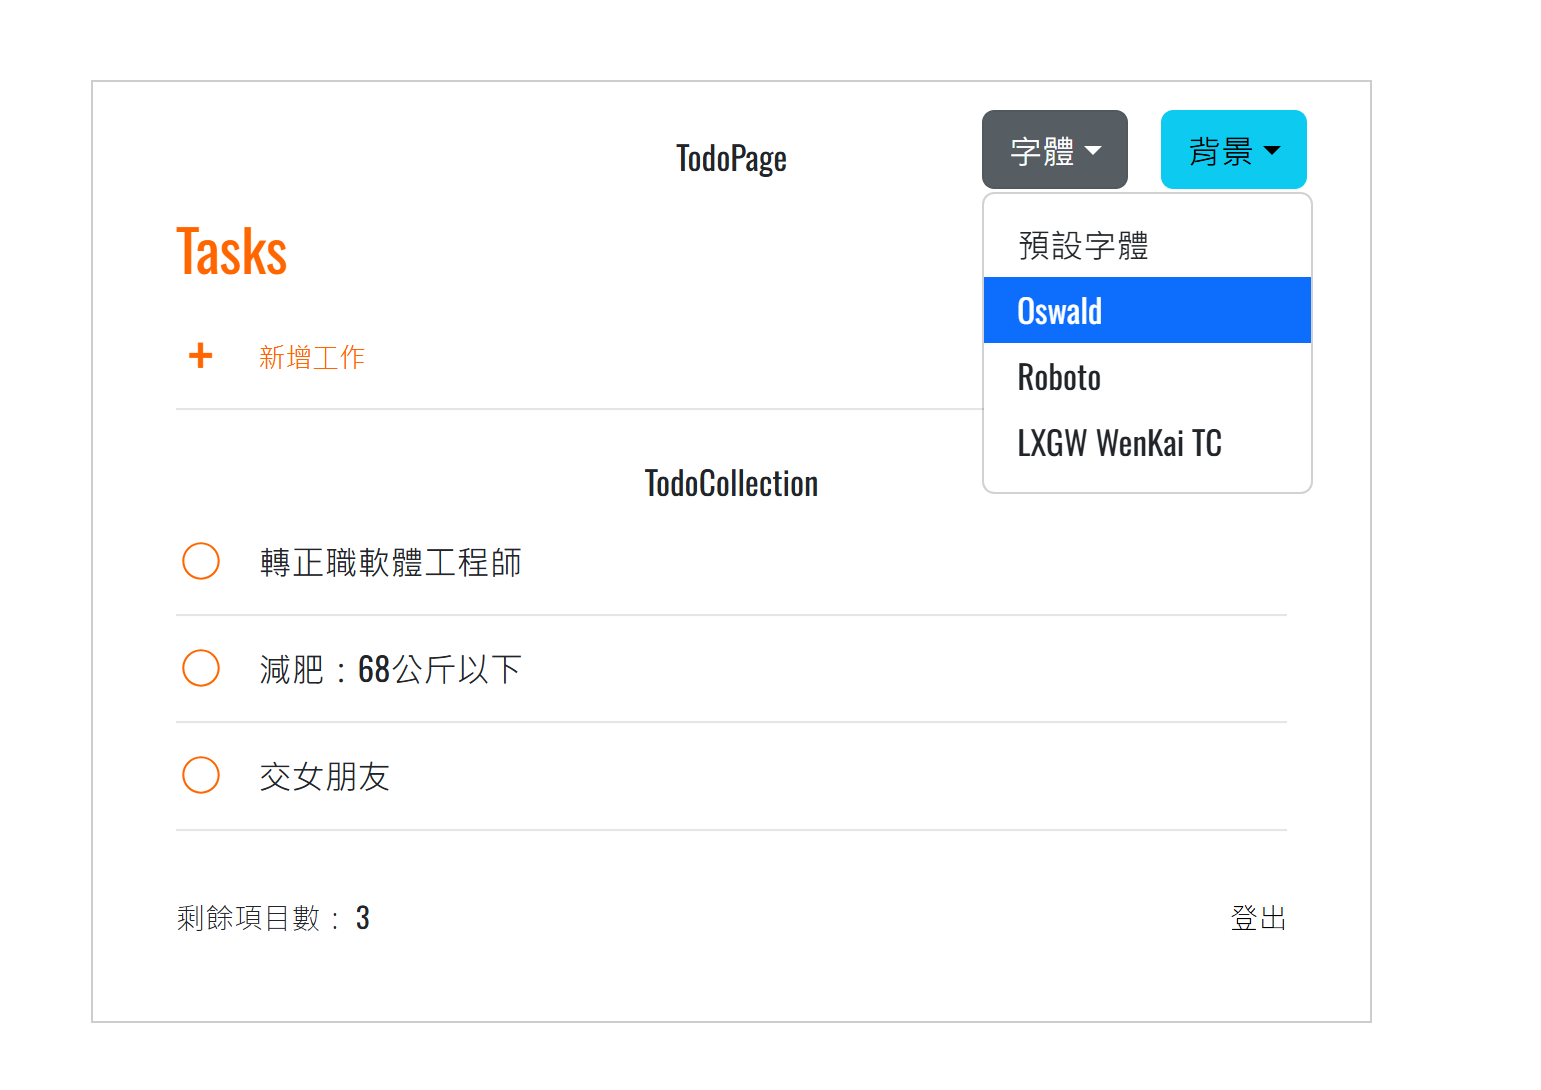 TodoPage
字體
背景
Tasks
預設字體
Oswald
新增工作
Roboto
LXGW WenKai TC
TodoCollection
轉正職軟體工程師
減肥：68公斤以下
交女朋友
剩餘項目數： 3
登出